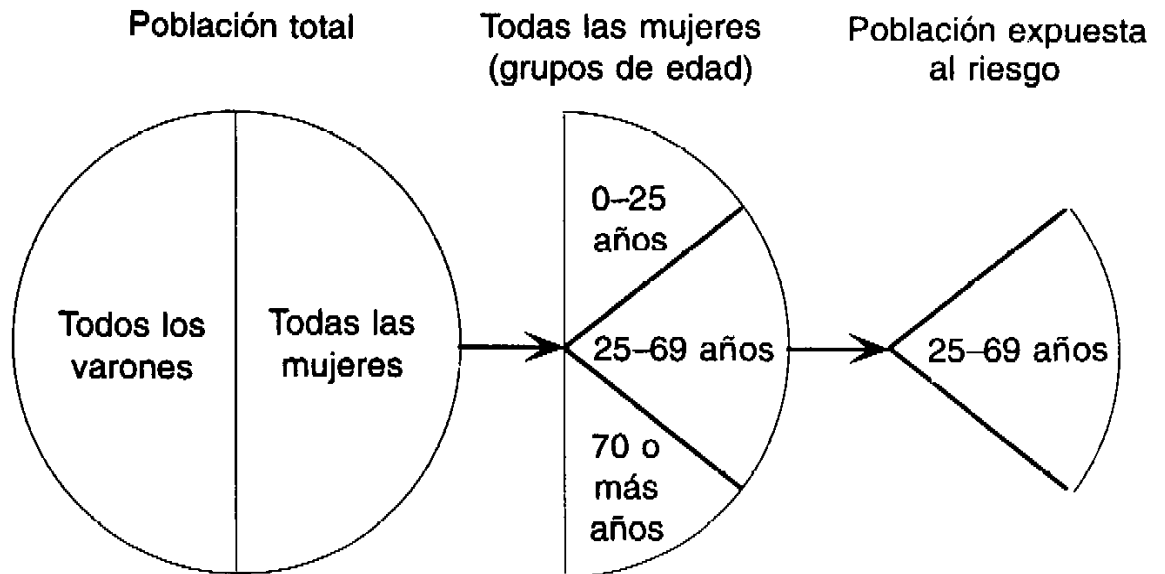 Población total
Todas las mujeres
(grupos de edad)
Población expuesta
al riesgo
Todos los
varones
Todas las
mujeres
0–25
años
25–69 años
70 o
más
años
25–69 años